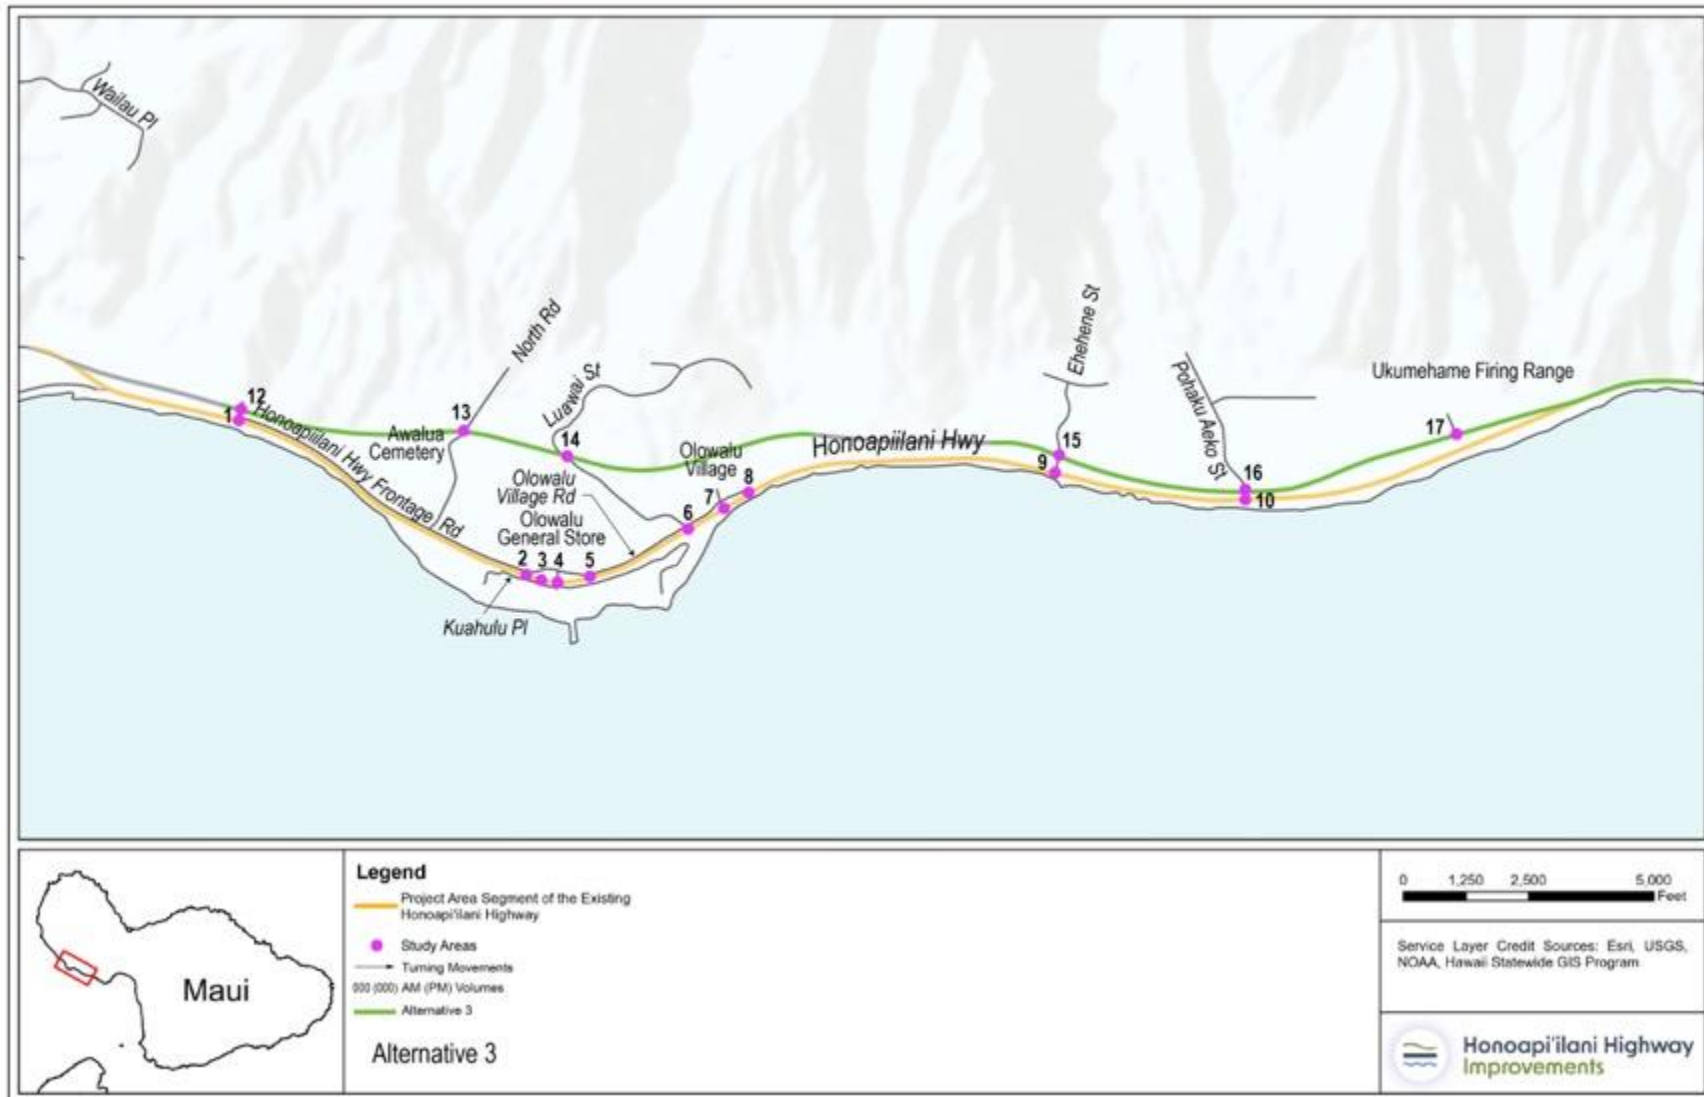 Wailau Pl
North Rd
Ehehene St
Luawai St
Pohaku Aeko St
Ukumehame Firing Range
12
1
Honoapiilani Hwy Frontage Rd
13
Awalua
Cemetery
14
Olowalu
Village
Honoapiilani Hwy
15
9
17
16
10
Olowalu
Village Rd
7
8
6
Olowalu
General Store
2
3
4
5
Kuahulu Pl
Maui
Legend
Project Area Segment of the Existing
Honoapi'ilani Highway
Study Areas
Turning Movements
000 (000) AM (PM) Volumes
Alternative 3
Alternative 3
0 1,250 2,500 5,000
Feet
Service Layer Credit Sources: Esri, USGS,
NOAA, Hawaii Statewide GIS Program
Honoapi'ilani Highway
Improvements